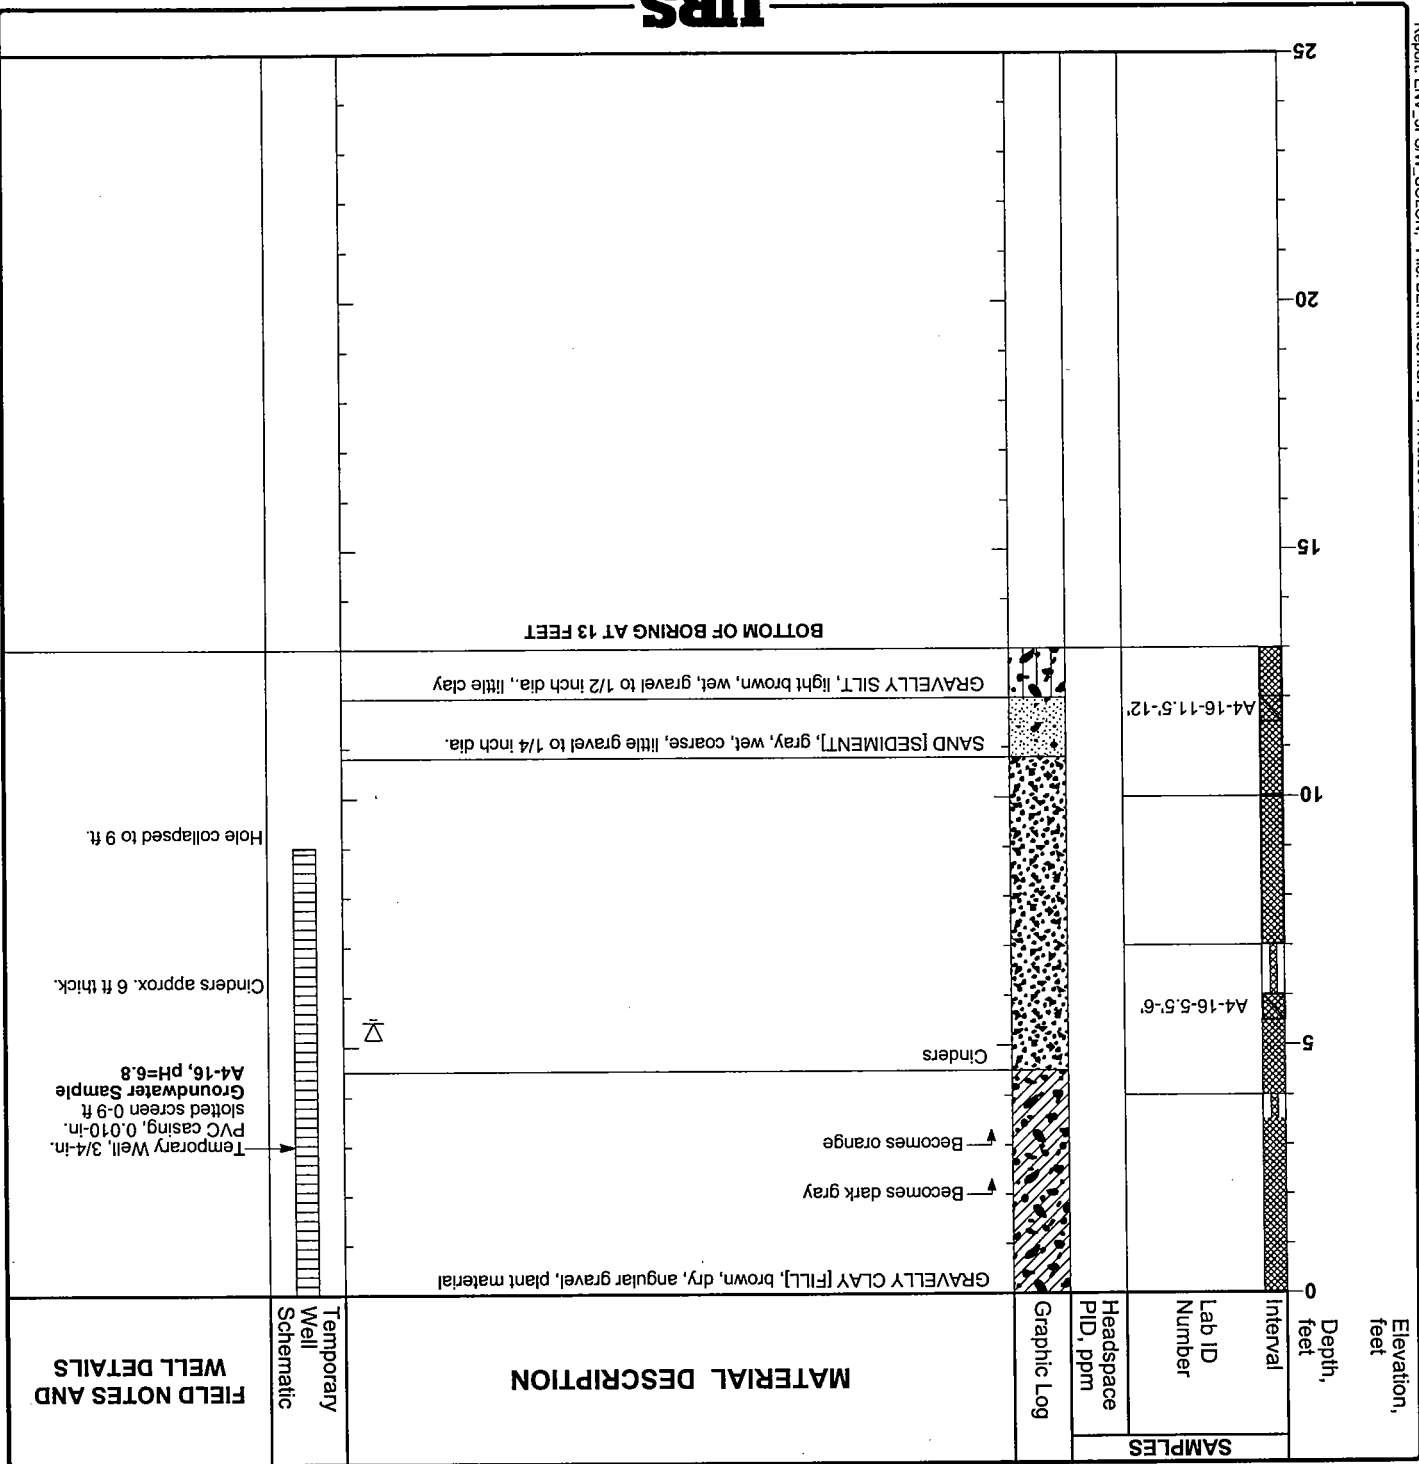 SAMPLES
Elevation,
feet
Depth,
feet
Interval
Lab ID
Number
Headspace
PID, ppm
Graphic Log
MATERIAL DESCRIPTION
Temporary
Well
Schematic
FIELD NOTES AND
WELL DETAILS
0
GRAVELLY CLAY [FILL], brown, dry, angular gravel, plant material
Becomes dark gray
Becomes orange
Temporary Well, 3/4-in.
PVC casing, 0.010-in.
slotted screen 0-9 ft
Groundwater Sample
A4-16, pH=6.8
5
Cinders
A4-16-5.5'-6'
Cinders approx. 6 ft thick.
Hole collapsed to 9 ft.
10
SAND [SEDIMENT], gray, wet, coarse, little gravel to 1/4 inch dia.
A4-16-11.5'-12'
GRAVELLY SILT, light brown, wet, gravel to 1/2 inch dia., little clay
BOTTOM OF BORING AT 13 FEET
15
20
25
URS